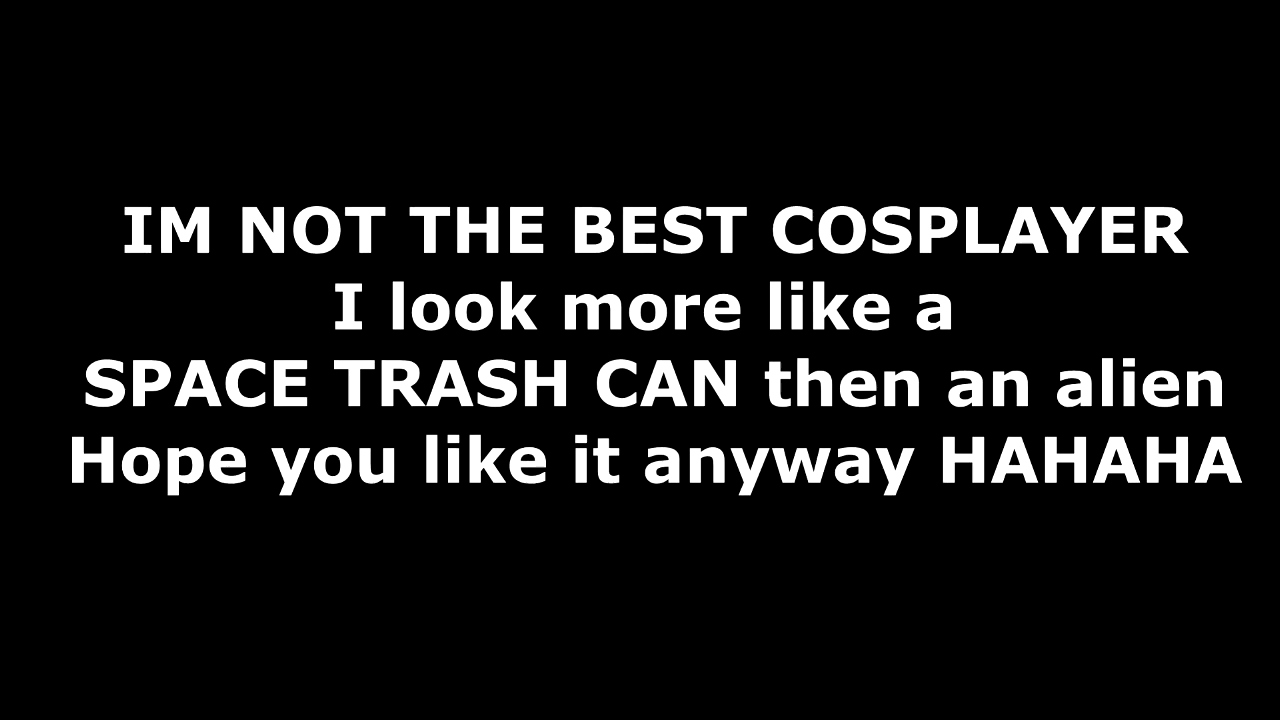 IM NOT THE BEST COSPLAYER
I look more like a
SPACE TRASH CAN then an alien
Hope you like it anyway HAHAHA